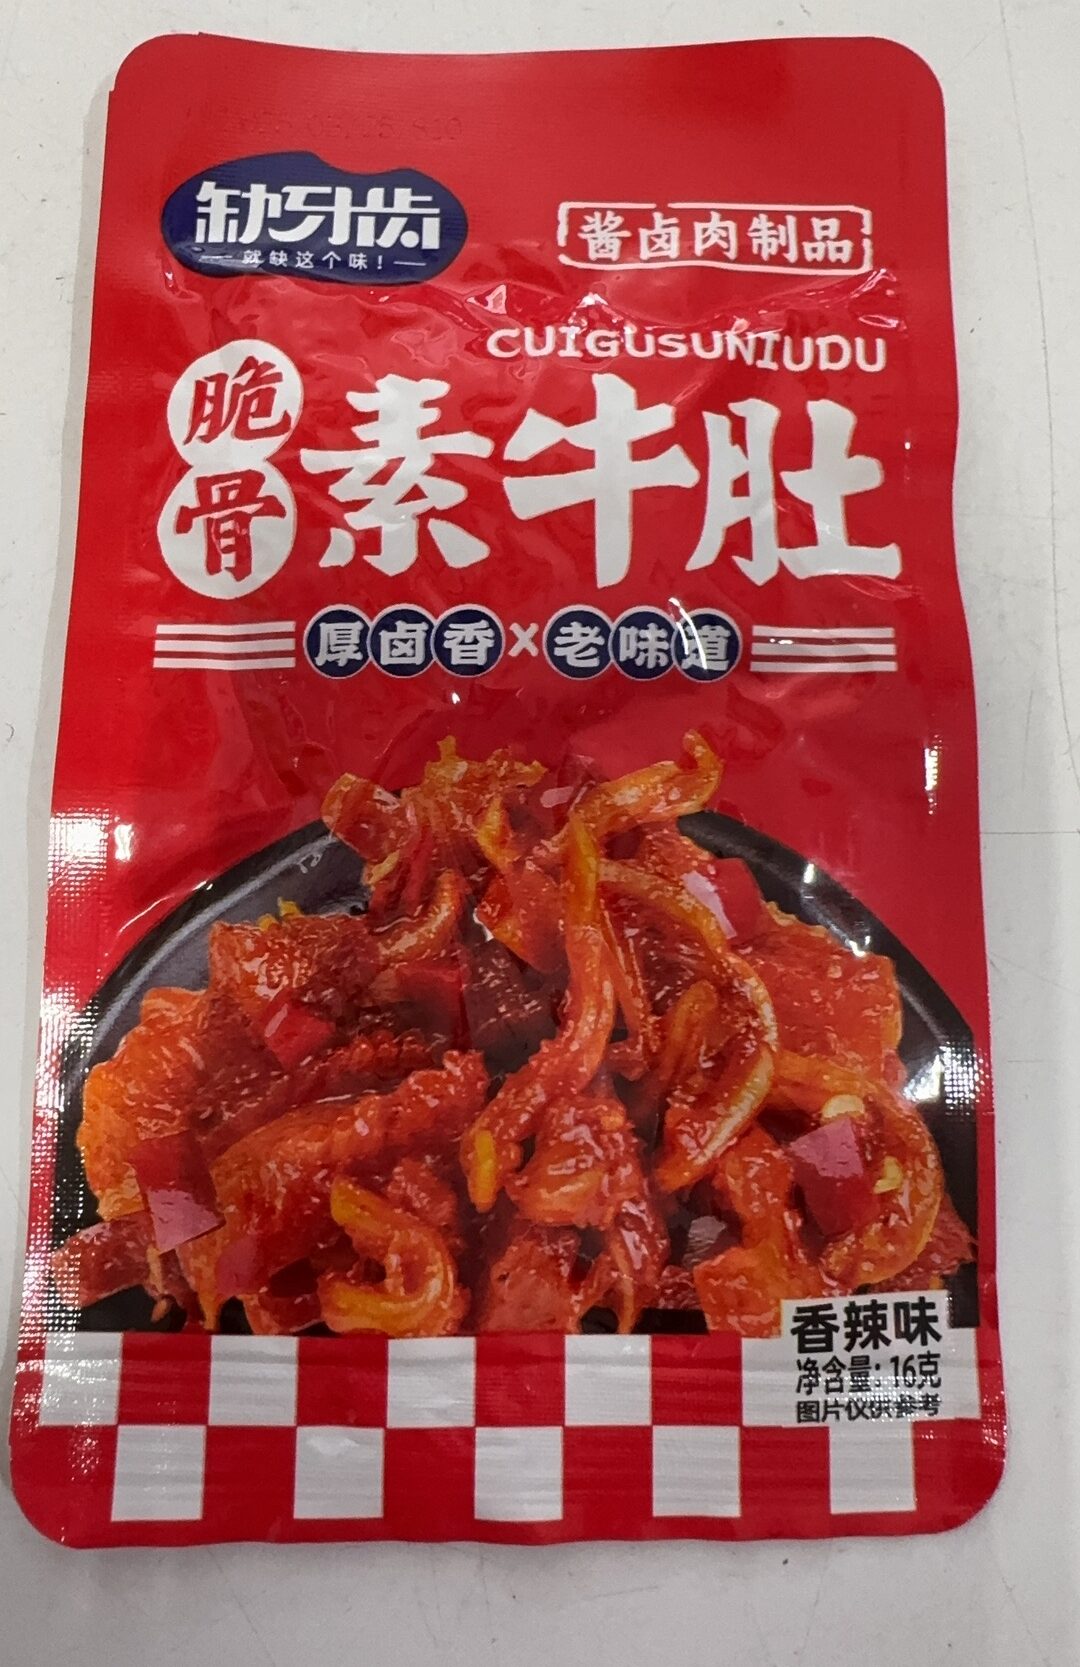 缺牙齿
就缺这个味!
酱卤肉制品
CUIGUSUNIUDU
脆骨
素牛肚
厚卤香×老味道
香辣味
净含量:16克
图片仅供参考